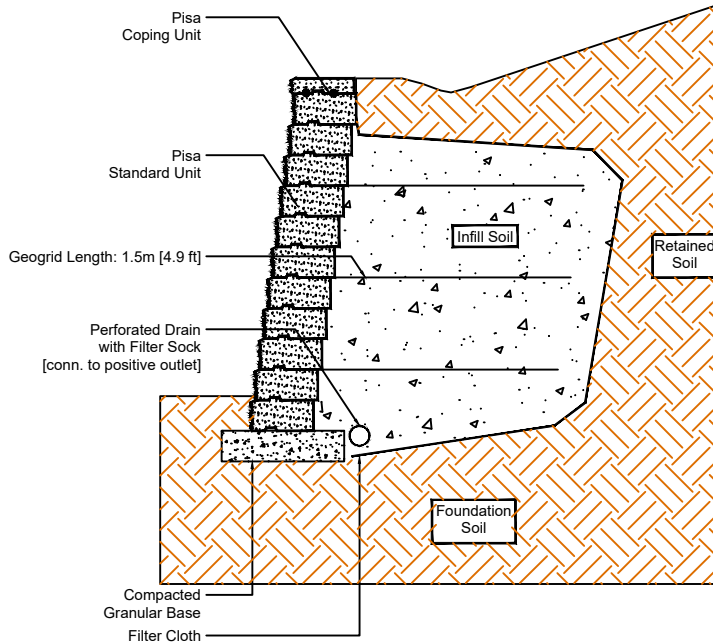 Pisa
Coping Unit
Pisa
Standard Unit
Infill Soil
Retained
Soil
Geogrid Length: 1.5m [4.9 ft]
Perforated Drain
with Filter Sock
[conn. to positive outlet]
Foundation
Soil
Compacted
Granular Base
Filter Cloth